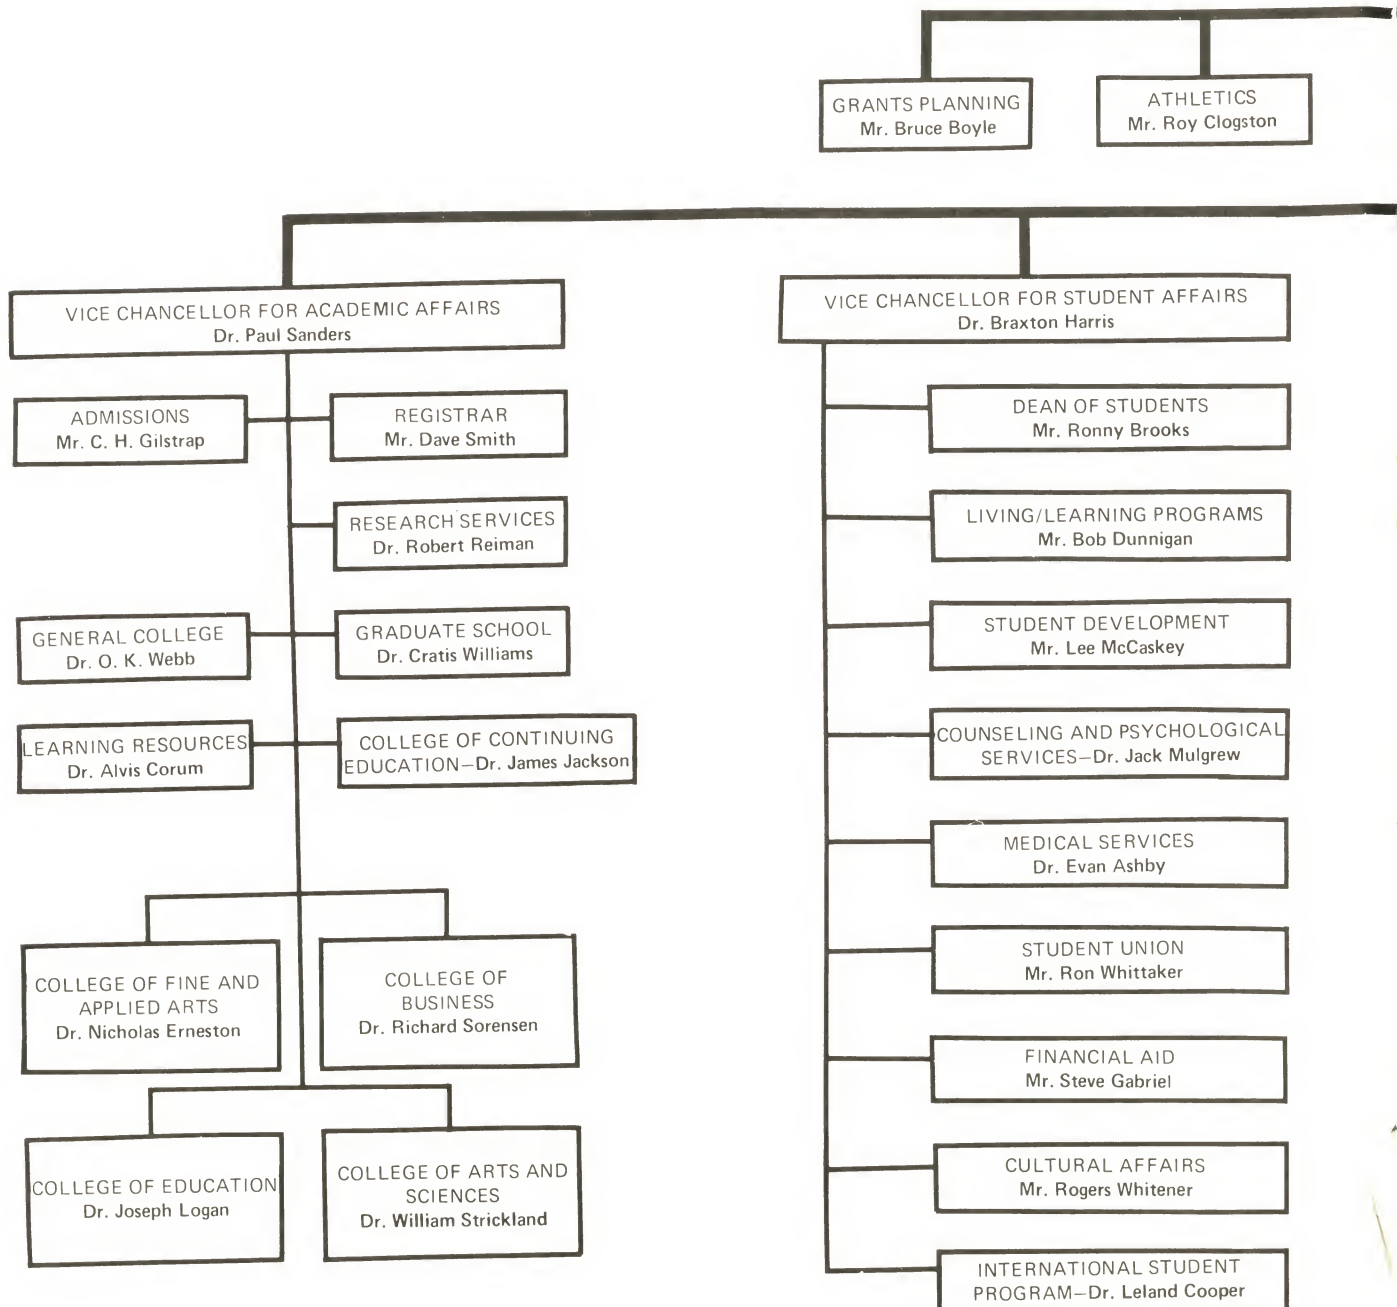 GRANTS PLANNING
Mr. Bruce Boyle
ATHLETICS
Mr. Roy Clogston
VICE CHANCELLOR FOR ACADEMIC AFFAIRS
Dr. Paul Sanders
VICE CHANCELLOR FOR STUDENT AFFAIRS
Dr. Braxton Harris
ADMISSIONS
Mr. C. H. Gilstrap
REGISTRAR
Mr. Dave Smith
RESEARCH SERVICES
Dr. Robert Reiman
GENERAL COLLEGE
Dr. O. K. Webb
GRADUATE SCHOOL
Dr. Cratis Williams
LEARNING RESOURCES
Dr. Alvis Corum
COLLEGE OF CONTINUING
EDUCATION—Dr. James Jackson
COLLEGE OF FINE AND
APPLIED ARTS
Dr. Nicholas Erneston
COLLEGE OF
BUSINESS
Dr. Richard Sorensen
COLLEGE OF EDUCATION
Dr. Joseph Logan
COLLEGE OF ARTS AND
SCIENCES
Dr. William Strickland
DEAN OF STUDENTS
Mr. Ronny Brooks
LIVING/LEARNING PROGRAMS
Mr. Bob Dunnigan
STUDENT DEVELOPMENT
Mr. Lee McCaskey
COUNSELING AND PSYCHOLOGICAL
SERVICES—Dr. Jack Mulgrew
MEDICAL SERVICES
Dr. Evan Ashby
STUDENT UNION
Mr. Ron Whittaker
FINANCIAL AID
Mr. Steve Gabriel
CULTURAL AFFAIRS
Mr. Rogers Whitener
INTERNATIONAL STUDENT
PROGRAM—Dr. Leland Cooper